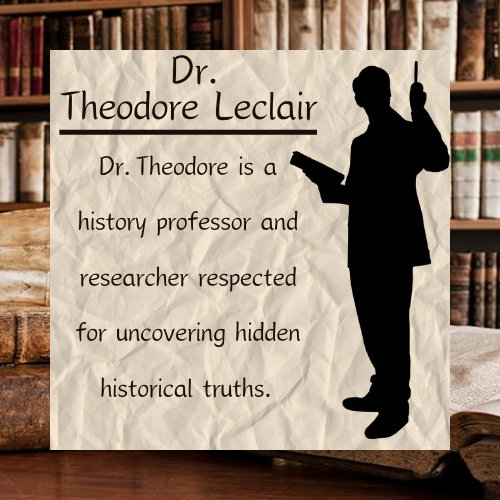 Dr.
Theodore Leclair
Dr. Theodore is a
history professor and
researcher respected
for uncovering hidden
historical truths.